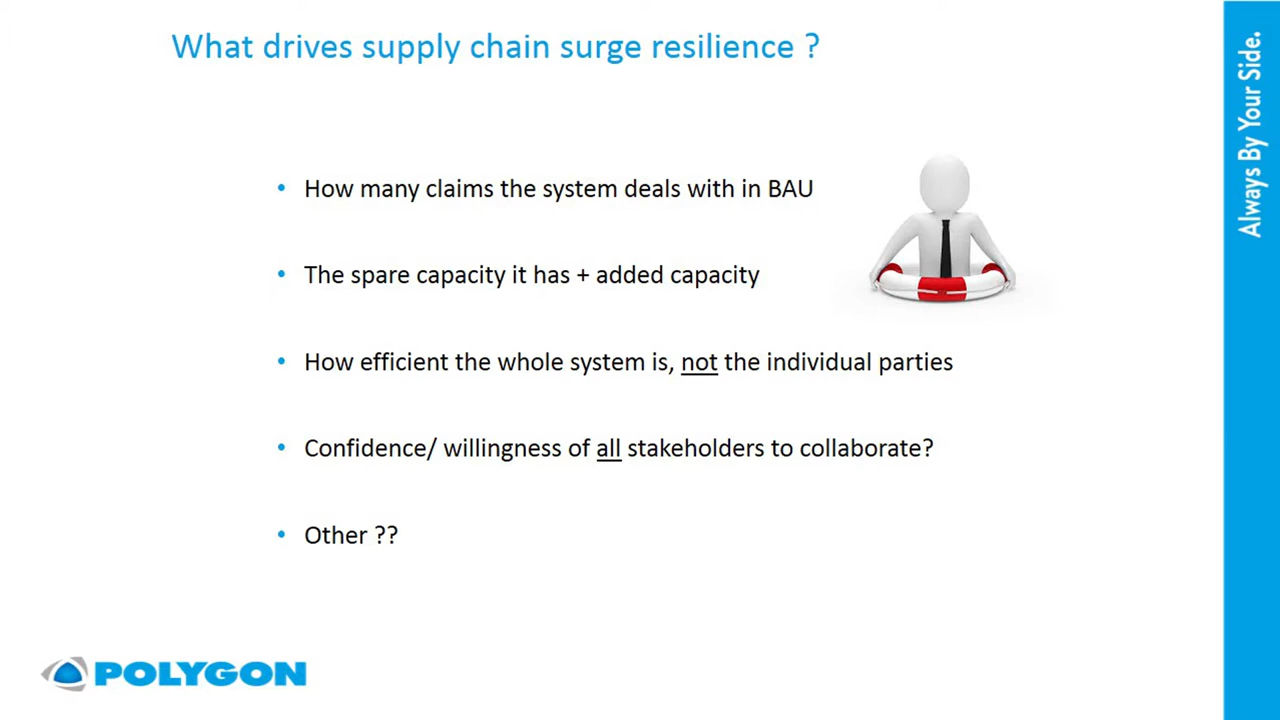 What drives supply chain surge resilience ?
• How many claims the system deals with in BAU
• The spare capacity it has + added capacity
• How efficient the whole system is, not the individual parties
• Confidence/ willingness of all stakeholders to collaborate?
• Other ??
POLYGON
Always By Your Side.